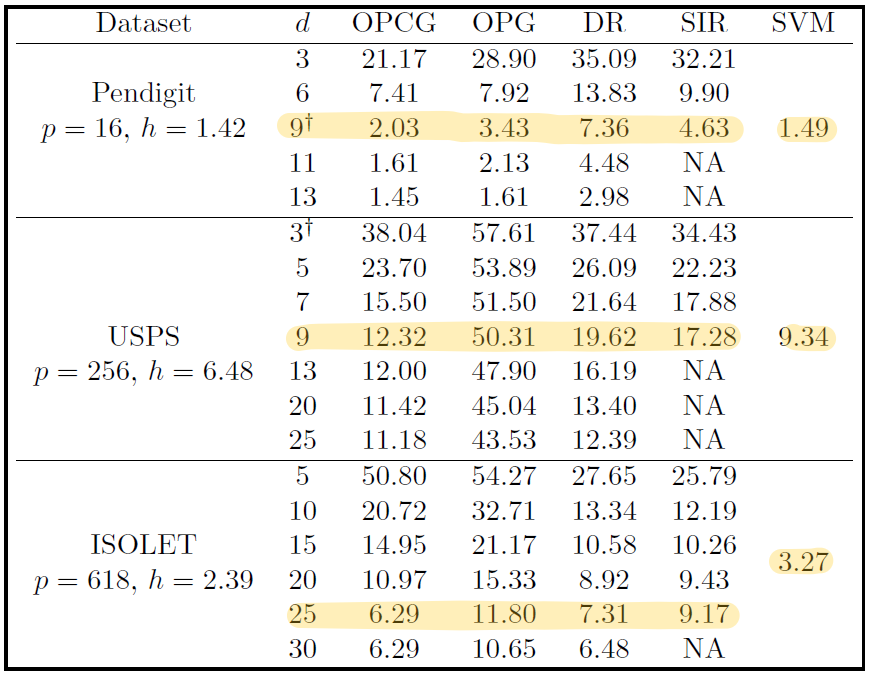 Dataset d OPCG OPG DR SIR SVM
3 21.17 28.90 35.09 32.21
Pendigit 6 7.41 7.92 13.83 9.90
p = 16, h = 1.42 9† 2.03 3.43 7.36 4.63 1.49
11 1.61 2.13 4.48 NA
13 1.45 1.61 2.98 NA
3† 38.04 57.61 37.44 34.43
5 23.70 53.89 26.09 22.23
7 15.50 51.50 21.64 17.88
USPS 9 12.32 50.31 19.62 17.28 9.34
p = 256, h = 6.48 13 12.00 47.90 16.19 NA
20 11.42 45.04 13.40 NA
25 11.18 43.53 12.39 NA
5 50.80 54.27 27.65 25.79
10 20.72 32.71 13.34 12.19
ISOLET 15 14.95 21.17 10.58 10.26
3.27
p = 618, h = 2.39 20 10.97 15.33 8.92 9.43
25 6.29 11.80 7.31 9.17
30 6.29 10.65 6.48 NA